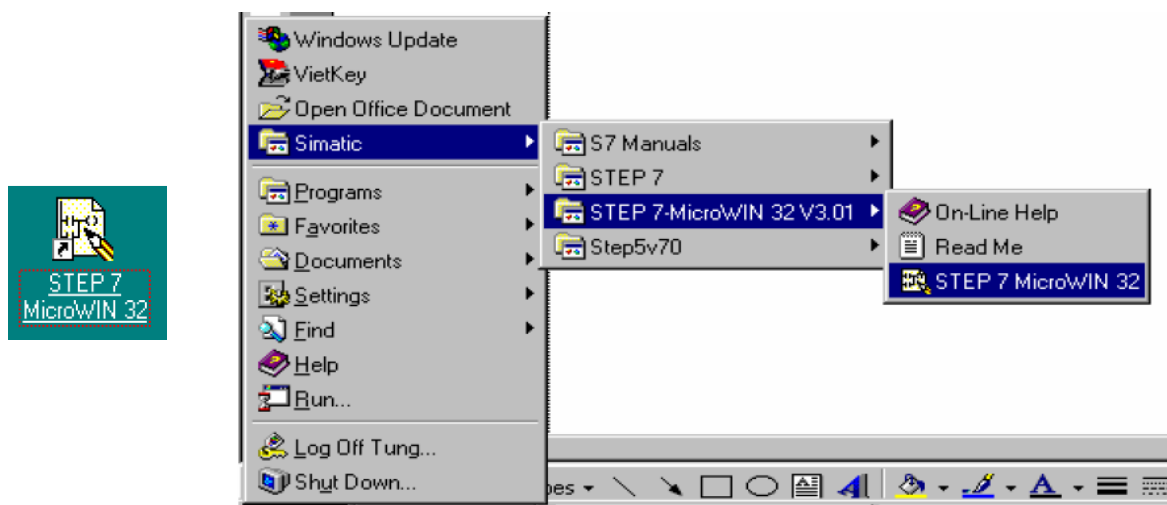 STEP 7
MicroWIN 32
Windows Update
VietKey
Open Office Document
Simatic
Programs
Favorites
Documents
Settings
Find
Help
Run...
Log Off Tung...
Shut Down...
S7 Manuals
STEP 7
STEP 7-MicroWIN 32 V3.01
Step5v70
On-Line Help
Read Me
STEP 7 MicroWIN 32